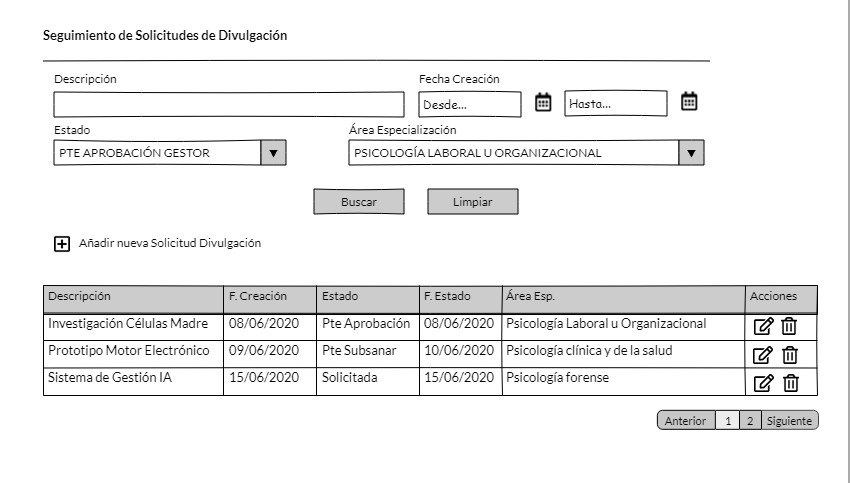 Seguimiento de Solicitudes de Divulgación
Descripción Fecha Creación
Desde... Hasta...
Estado Área Especialización
PTE APROBACIÓN GESTOR PSICOLOGÍA LABORAL U ORGANIZACIONAL
Buscar Limpiar
Añadir nueva Solicitud Divulgación
Descripción F. Creación Estado F. Estado Área Esp. Acciones
Investigación Células Madre 08/06/2020 Pte Aprobación 08/06/2020 Psicología Laboral u Organizacional
Prototipo Motor Electrónico 09/06/2020 Pte Subsanar 10/06/2020 Psicología clínica y de la salud
Sistema de Gestión IA 15/06/2020 Solicitada 15/06/2020 Psicología forense
Anterior 1 2 Siguiente